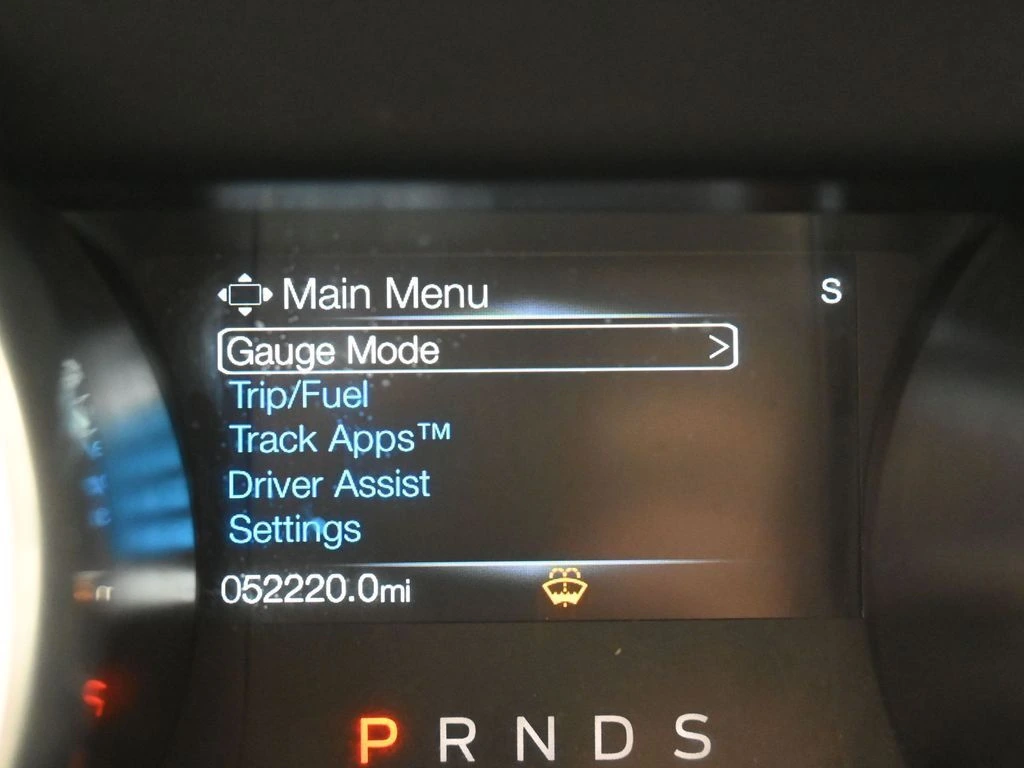 Main Menu S
Gauge Mode >
Trip/Fuel
Track Apps™
Driver Assist
Settings
052220.0mi
P R N D S